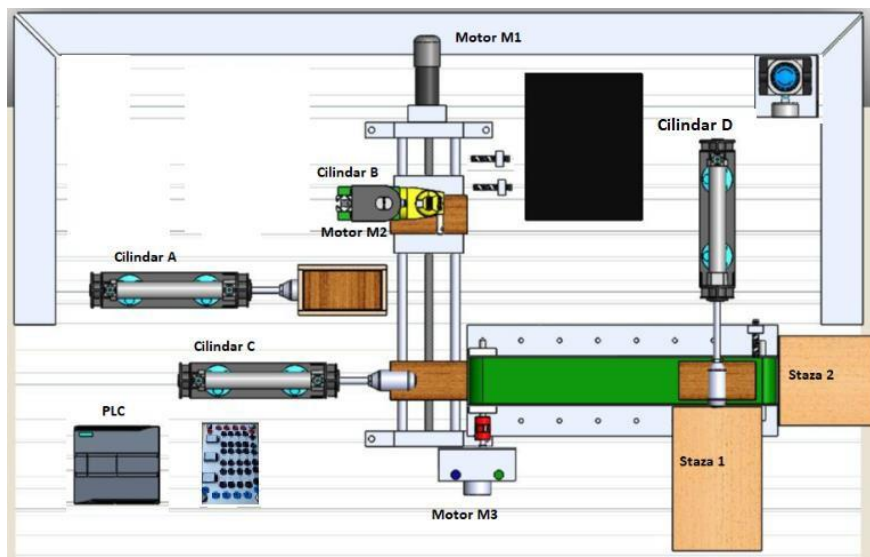 Motor M1
Cilindar D
Cilindar B
Motor M2
Cilindar A
Cilindar C
Staza 2
PLC
Staza 1
Motor M3